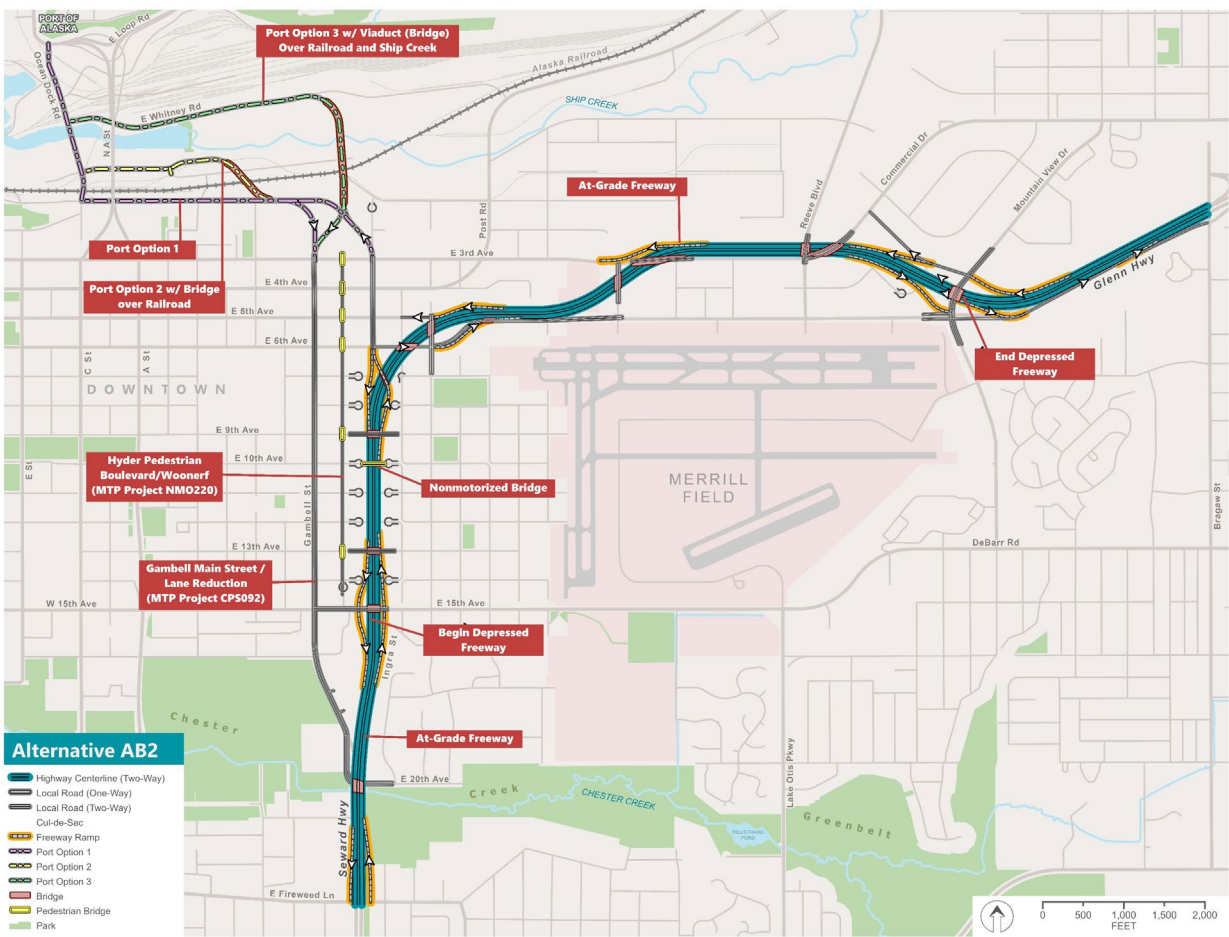 PORT OF
ALASKA
E Loop Rd
Ocean Dock Rd
Port Option 3 w/ Viaduct (Bridge)
Over Railroad and Ship Creek
Alaska Railroad
SHIP CREEK
E Whitney Rd
N A St
Commercial Dr
Mountain View Dr
At-Grade Freeway
Reeve Blvd
Post Rd
Port Option 1
E 3rd Ave
Glenn Hwy
Port Option 2 w/ Bridge
over Railroad
E 4th Ave
E 5th Ave
E 6th Ave
End Depressed
Freeway
C St
A St
DOWNTOWN
E 9th Ave
E 10th Ave
E St
Hyder Pedestrian
Boulevard/Woonerf
(MTP Project NMO220)
Nonmotorized Bridge
MERRILL
FIELD
Gambell St
Bragaw St
E 13th Ave
DeBarr Rd
Gambell Main Street /
Lane Reduction
(MTP Project CPS092)
W 15th Ave
E 15th Ave
Begin Depressed
Freeway
Ingra St
Chester
At-Grade Freeway
Lake Otis Pkwy
E 20th Ave
Creek
CHESTER CREEK
Greenbelt
HILLSTRAND
POND
Seward Hwy
E Fireweed Ln
Alternative AB2
Highway Centerline (Two-Way)
Local Road (One-Way)
Local Road (Two-Way)
Cul-de-Sac
Freeway Ramp
Port Option 1
Port Option 2
Port Option 3
Bridge
Pedestrian Bridge
Park
0 500 1,000 1,500 2,000
FEET